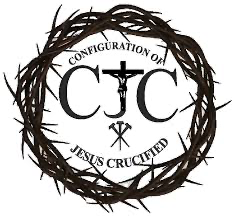 CONFIGURATION OF
CJC
JESUS CRUCIFIED